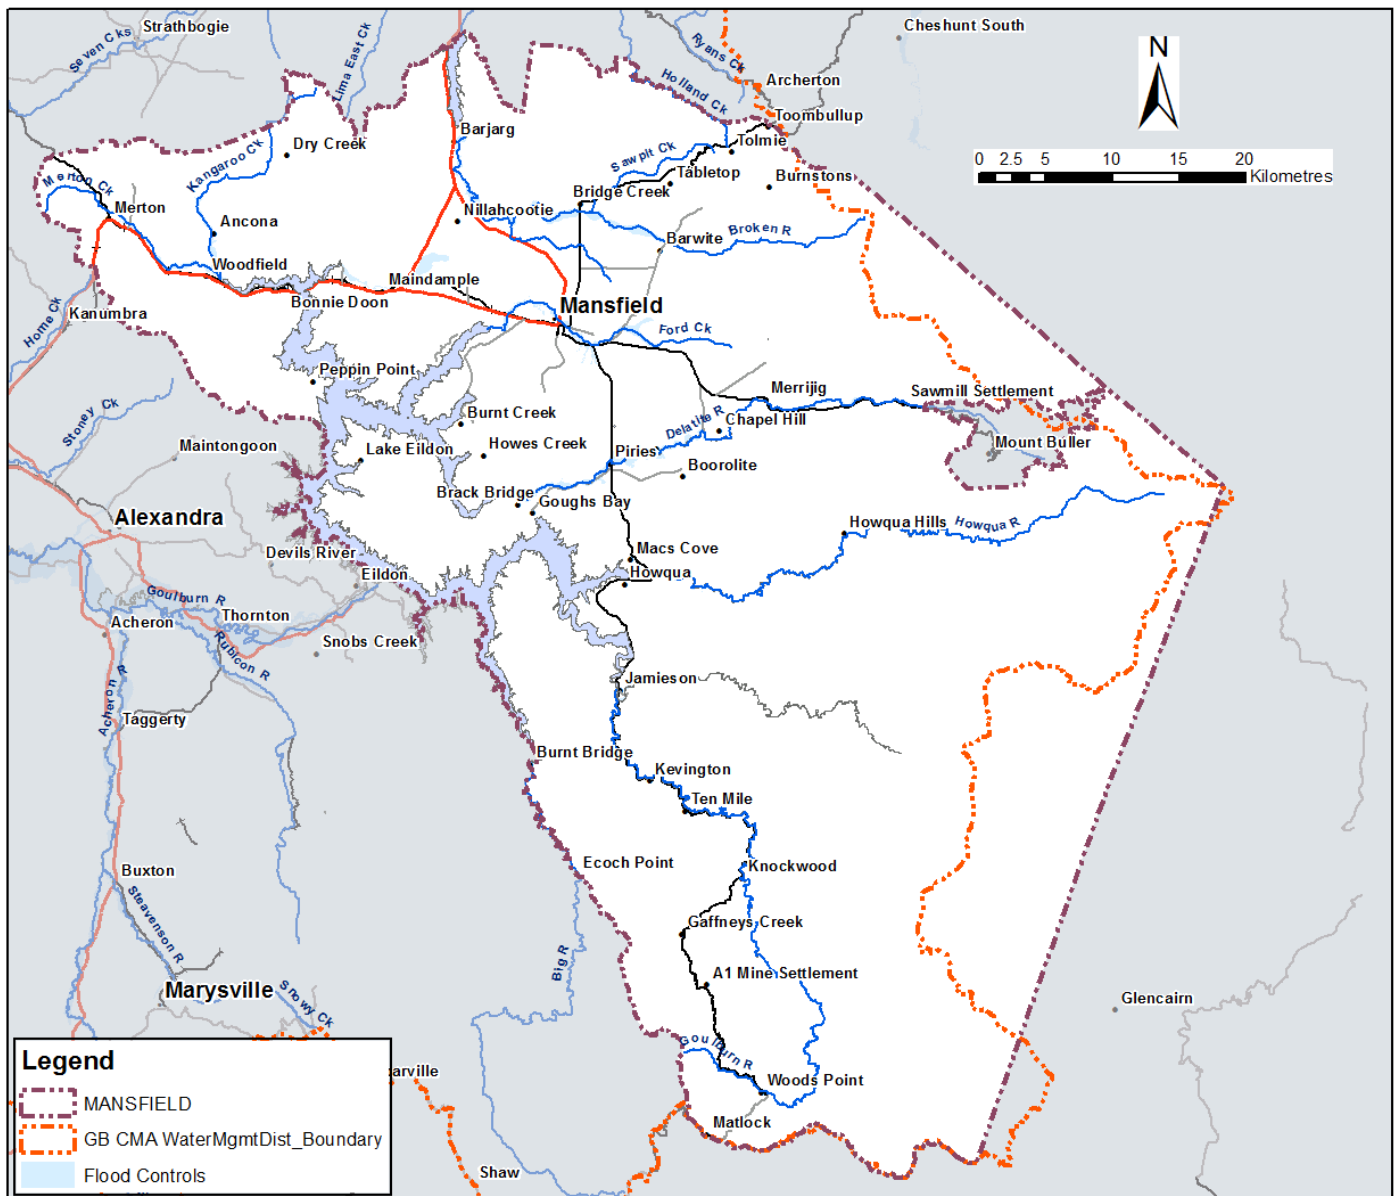 Strathbogie
Cheshunt South
Seven Cks
Lima East Ck
Ryans Ck
N
Archerton
Holland Ck
Toombullup
Barjarg
Tolmie
Dry Creek
Sawpit Ck
0 2.5 5 10 15 20
Kilometres
Kangaroo Ck
Tabletop
Burnstons
Merton Ck
Bridge Creek
Merton
Nillahcootie
Ancona
Broken R
Barwite
Woodfield
Maindample
Bonnie Doon
Mansfield
Kanumbra
Home Ck
Ford Ck
Peppin Point
Merrijig
Sawmill Settlement
Stoney Ck
Burnt Creek
Delatite R
Chapel Hill
Maintongoon
Lake Eildon
Howes Creek
Mount Buller
Piries
Boorolite
Brack Bridge
Goughs Bay
Alexandra
Howqua Hills
Howqua R
Devils River
Macs Cove
Eildon
Howqua
Goulburn R
Thornton
Acheron
Snobs Creek
Rubicon R
Jamieson
Acheron R
Taggerty
Burnt Bridge
Kevington
Ten Mile
Ecoch Point
Knockwood
Buxton
Steavenson R
Gaffneys Creek
Big R
A1 Mine Settlement
Marysville
Snowy Ck
Glencairn
Goulburn R
Legend
arville
Woods Point
MANSFIELD
Matlock
GB CMA WaterMgmtDist_Boundary
Shaw
Flood Controls